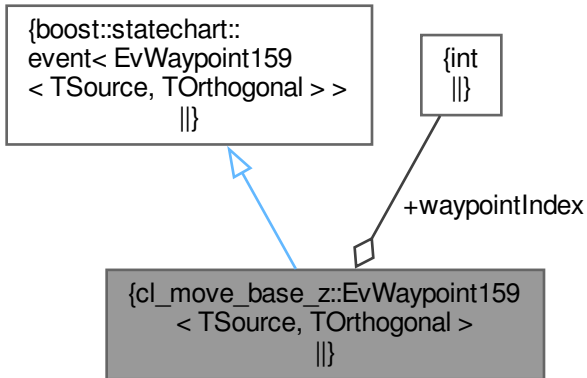 {boost::statechart::
event< EvWaypoint159
< TSource, TOrthogonal > >
||}
{int
||}
+waypointIndex
{cl_move_base_z::EvWaypoint159
< TSource, TOrthogonal >
||}